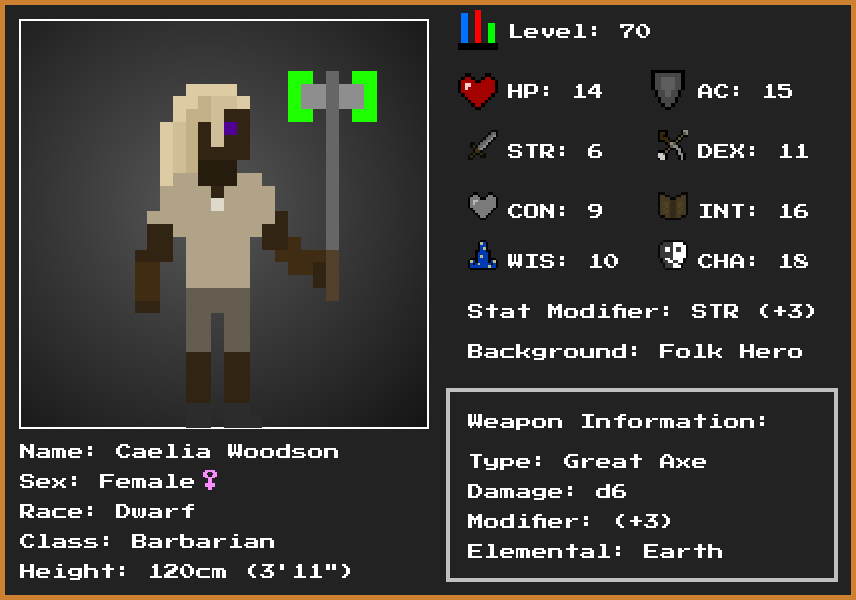 Level: 70
HP: 14
AC: 15
STR: 6
DEX: 11
CON: 9
INT: 16
WIS: 10
CHA: 18
Stat Modifier: STR (+3)
Background: Folk Hero
Weapon Information:
Type: Great Axe
Damage: d6
Modifier: (+3)
Elemental: Earth
Name: Caelia Woodson
Sex: Female♀
Race: Dwarf
Class: Barbarian
Height: 120cm (3'11")